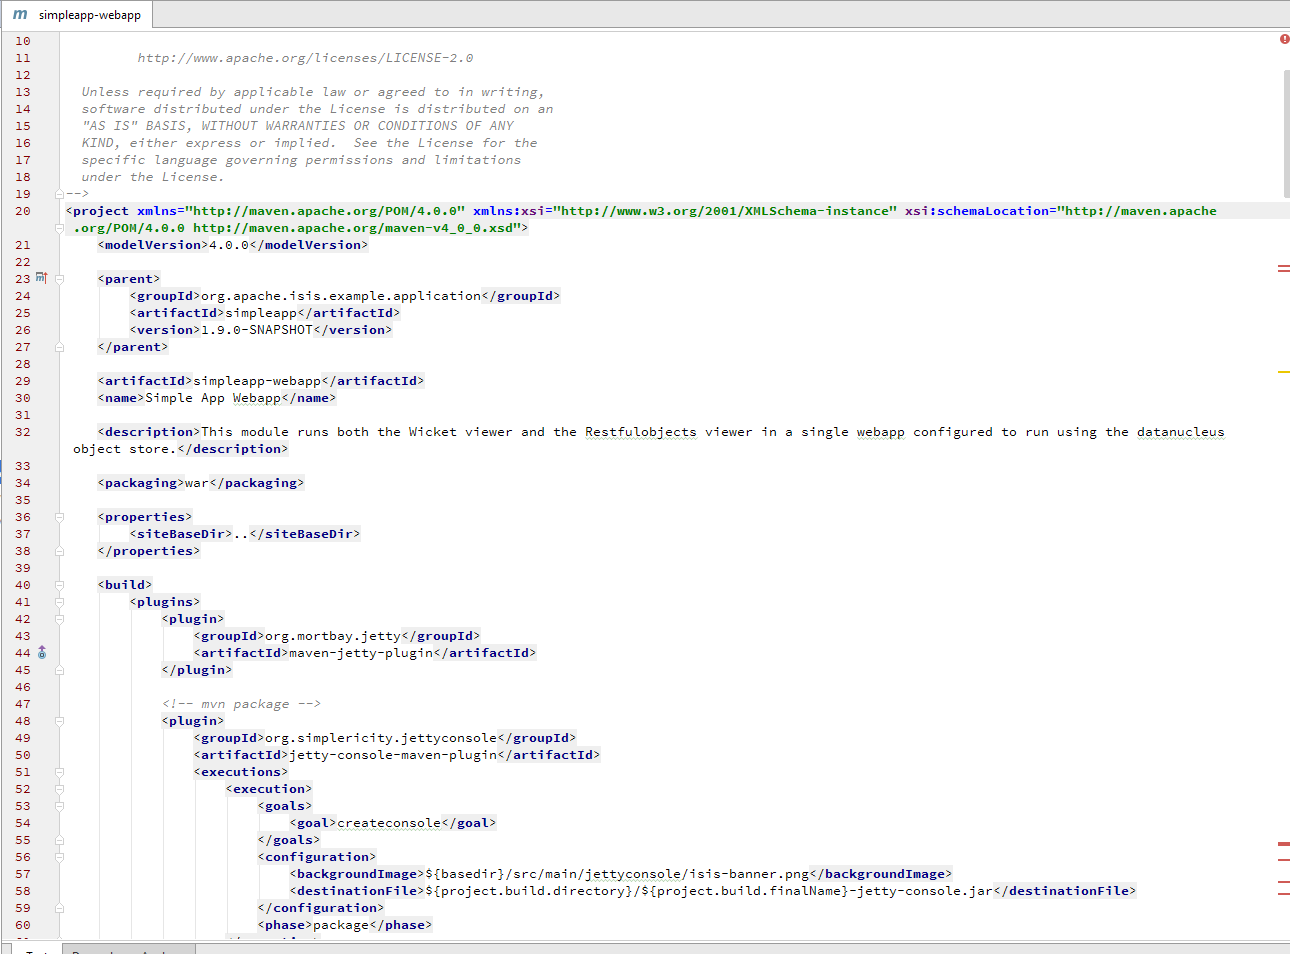 m simpleapp-webapp
10
11 http://www.apache.org/licenses/LICENSE-2.0
12
13 Unless required by applicable law or agreed to in writing,
14 software distributed under the License is distributed on an
15 "AS IS" BASIS, WITHOUT WARRANTIES OR CONDITIONS OF ANY
16 KIND, either express or implied.  See the License for the
17 specific language governing permissions and limitations
18 under the License.
19 -->
20 <project xmlns="http://maven.apache.org/POM/4.0.0" xmlns:xsi="http://www.w3.org/2001/XMLSchema-instance" xsi:schemaLocation="http://maven.apache
.org/POM/4.0.0 http://maven.apache.org/maven-v4_0_0.xsd">
21 <modelVersion>4.0.0</modelVersion>
22
23 <parent>
24 <groupId>org.apache.isis.example.application</groupId>
25 <artifactId>simpleapp</artifactId>
26 <version>1.9.0-SNAPSHOT</version>
27 </parent>
28
29 <artifactId>simpleapp-webapp</artifactId>
30 <name>Simple App Webapp</name>
31
32 <description>This module runs both the Wicket viewer and the Restfulobjects viewer in a single webapp configured to run using the datanucleus
object store.</description>
33
34 <packaging>war</packaging>
35
36 <properties>
37 <siteBaseDir>..</siteBaseDir>
38 </properties>
39
40 <build>
41 <plugins>
42 <plugin>
43 <groupId>org.mortbay.jetty</groupId>
44 <artifactId>maven-jetty-plugin</artifactId>
45 </plugin>
46
47 <!-- mvn package -->
48 <plugin>
49 <groupId>org.simplericity.jettyconsole</groupId>
50 <artifactId>jetty-console-maven-plugin</artifactId>
51 <executions>
52 <execution>
53 <goals>
54 <goal>createconsole</goal>
55 </goals>
56 <configuration>
57 <backgroundImage>${basedir}/src/main/jettyconsole/isis-banner.png</backgroundImage>
58 <destinationFile>${project.build.directory}/${project.build.finalName}-jetty-console.jar</destinationFile>
59 </configuration>
60 <phase>package</phase>